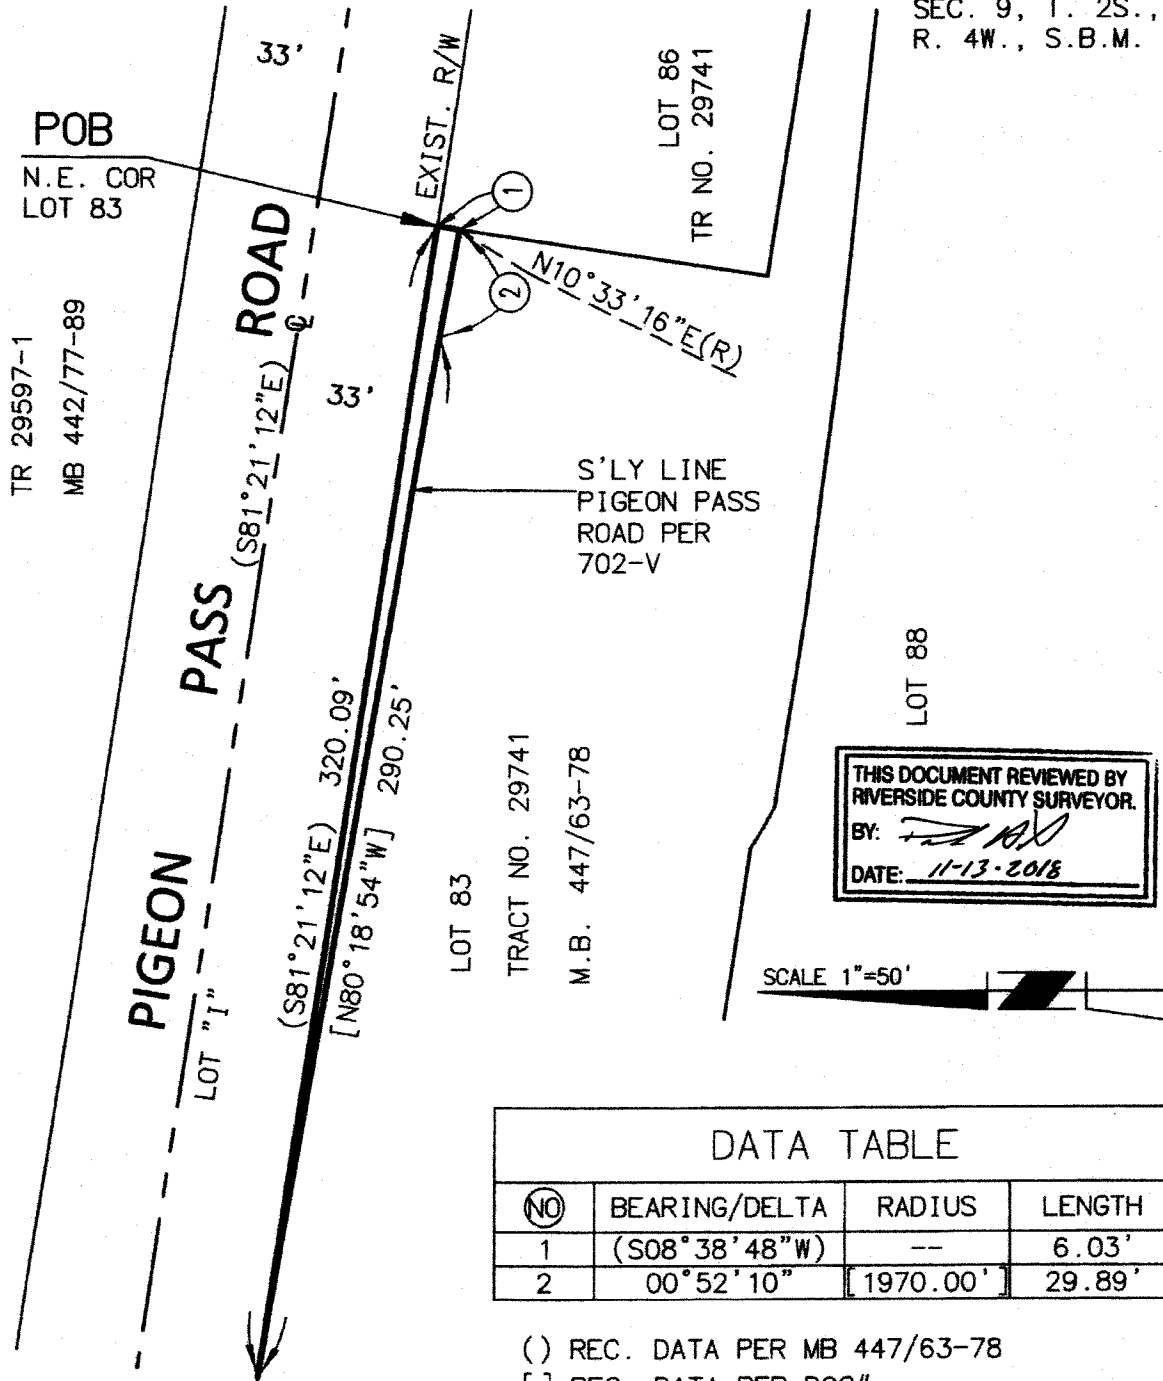 SEC. 9, T. 2S.,
R. 4W., S.B.M.
33'
EXIST. R/W
LOT 86
TR NO. 29741
POB
N.E. COR
LOT 83
1
2
N10°33'16"E(R)
TR 29597-1
MB 442/77-89
PIGEON PASS ROAD
℄
(S81°21'12"E)
33'
S'LY LINE
PIGEON PASS
ROAD PER
702-V
(S81°21'12"E) 320.09'
[N80°18'54"W] 290.25'
LOT "I"
LOT 83
TRACT NO. 29741
M.B. 447/63-78
LOT 88
THIS DOCUMENT REVIEWED BY
RIVERSIDE COUNTY SURVEYOR.
BY:
DATE: 11-13-2018
SCALE 1"=50'
DATA TABLE
NO BEARING/DELTA RADIUS LENGTH
1 (S08°38'48"W) -- 6.03'
2 00°52'10" [1970.00'] 29.89'
() REC. DATA PER MB 447/63-78
[] REC. DATA PER DOC#